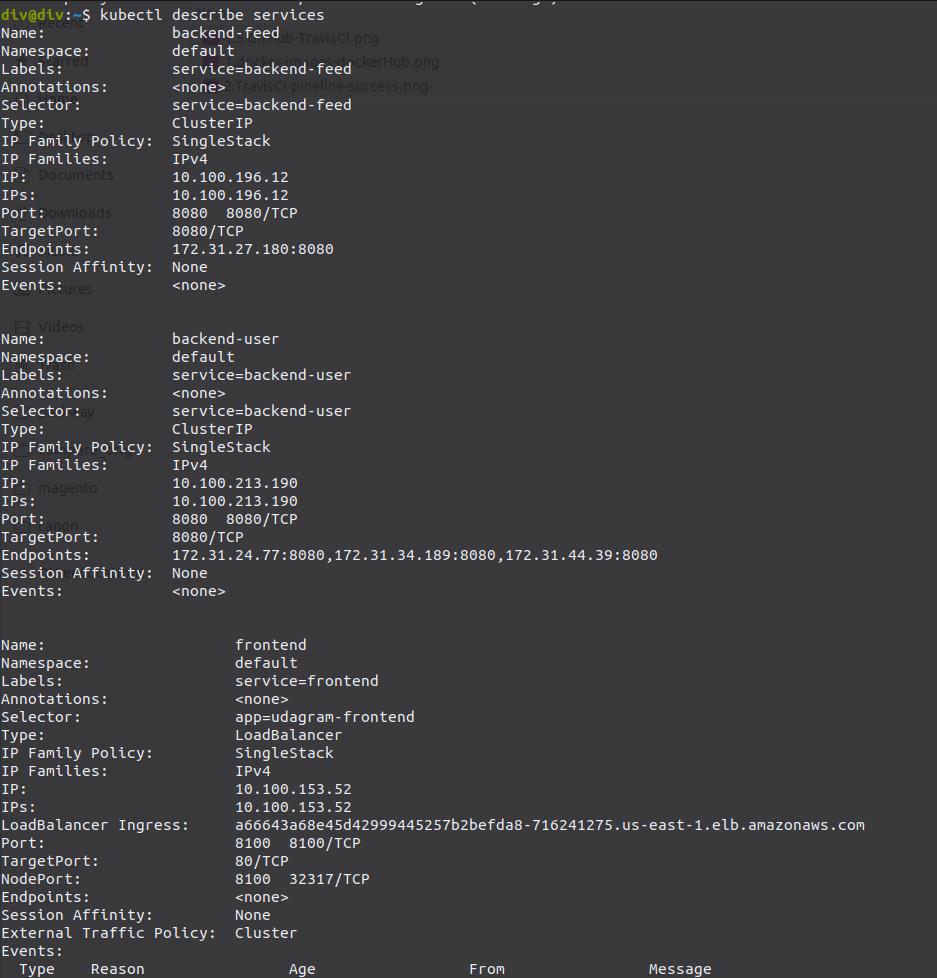 div@div:~$ kubectl describe services
Name:              backend-feed
Namespace:         default
Labels:            service=backend-feed
Annotations:       <none>
Selector:          service=backend-feed
Type:              ClusterIP
IP Family Policy:  SingleStack
IP Families:       IPv4
IP:                10.100.196.12
IPs:               10.100.196.12
Port:              8080  8080/TCP
TargetPort:        8080/TCP
Endpoints:         172.31.27.180:8080
Session Affinity:  None
Events:            <none>

Name:              backend-user
Namespace:         default
Labels:            service=backend-user
Annotations:       <none>
Selector:          service=backend-user
Type:              ClusterIP
IP Family Policy:  SingleStack
IP Families:       IPv4
IP:                10.100.213.190
IPs:               10.100.213.190
Port:              8080  8080/TCP
TargetPort:        8080/TCP
Endpoints:         172.31.24.77:8080,172.31.34.189:8080,172.31.44.39:8080
Session Affinity:  None
Events:            <none>

Name:                     frontend
Namespace:                default
Labels:                   service=frontend
Annotations:              <none>
Selector:                 app=udagram-frontend
Type:                     LoadBalancer
IP Family Policy:         SingleStack
IP Families:              IPv4
IP:                       10.100.153.52
IPs:                      10.100.153.52
LoadBalancer Ingress:     a66643a68e45d42999445257b2befda8-716241275.us-east-1.elb.amazonaws.com
Port:                     8100  8100/TCP
TargetPort:               80/TCP
NodePort:                 8100  32317/TCP
Endpoints:                <none>
Session Affinity:         None
External Traffic Policy:  Cluster
Events:
  Type    Reason                Age                 From                Message
Documents
Downloads
Videos
magento
2.TravisCI-pineline-success.png